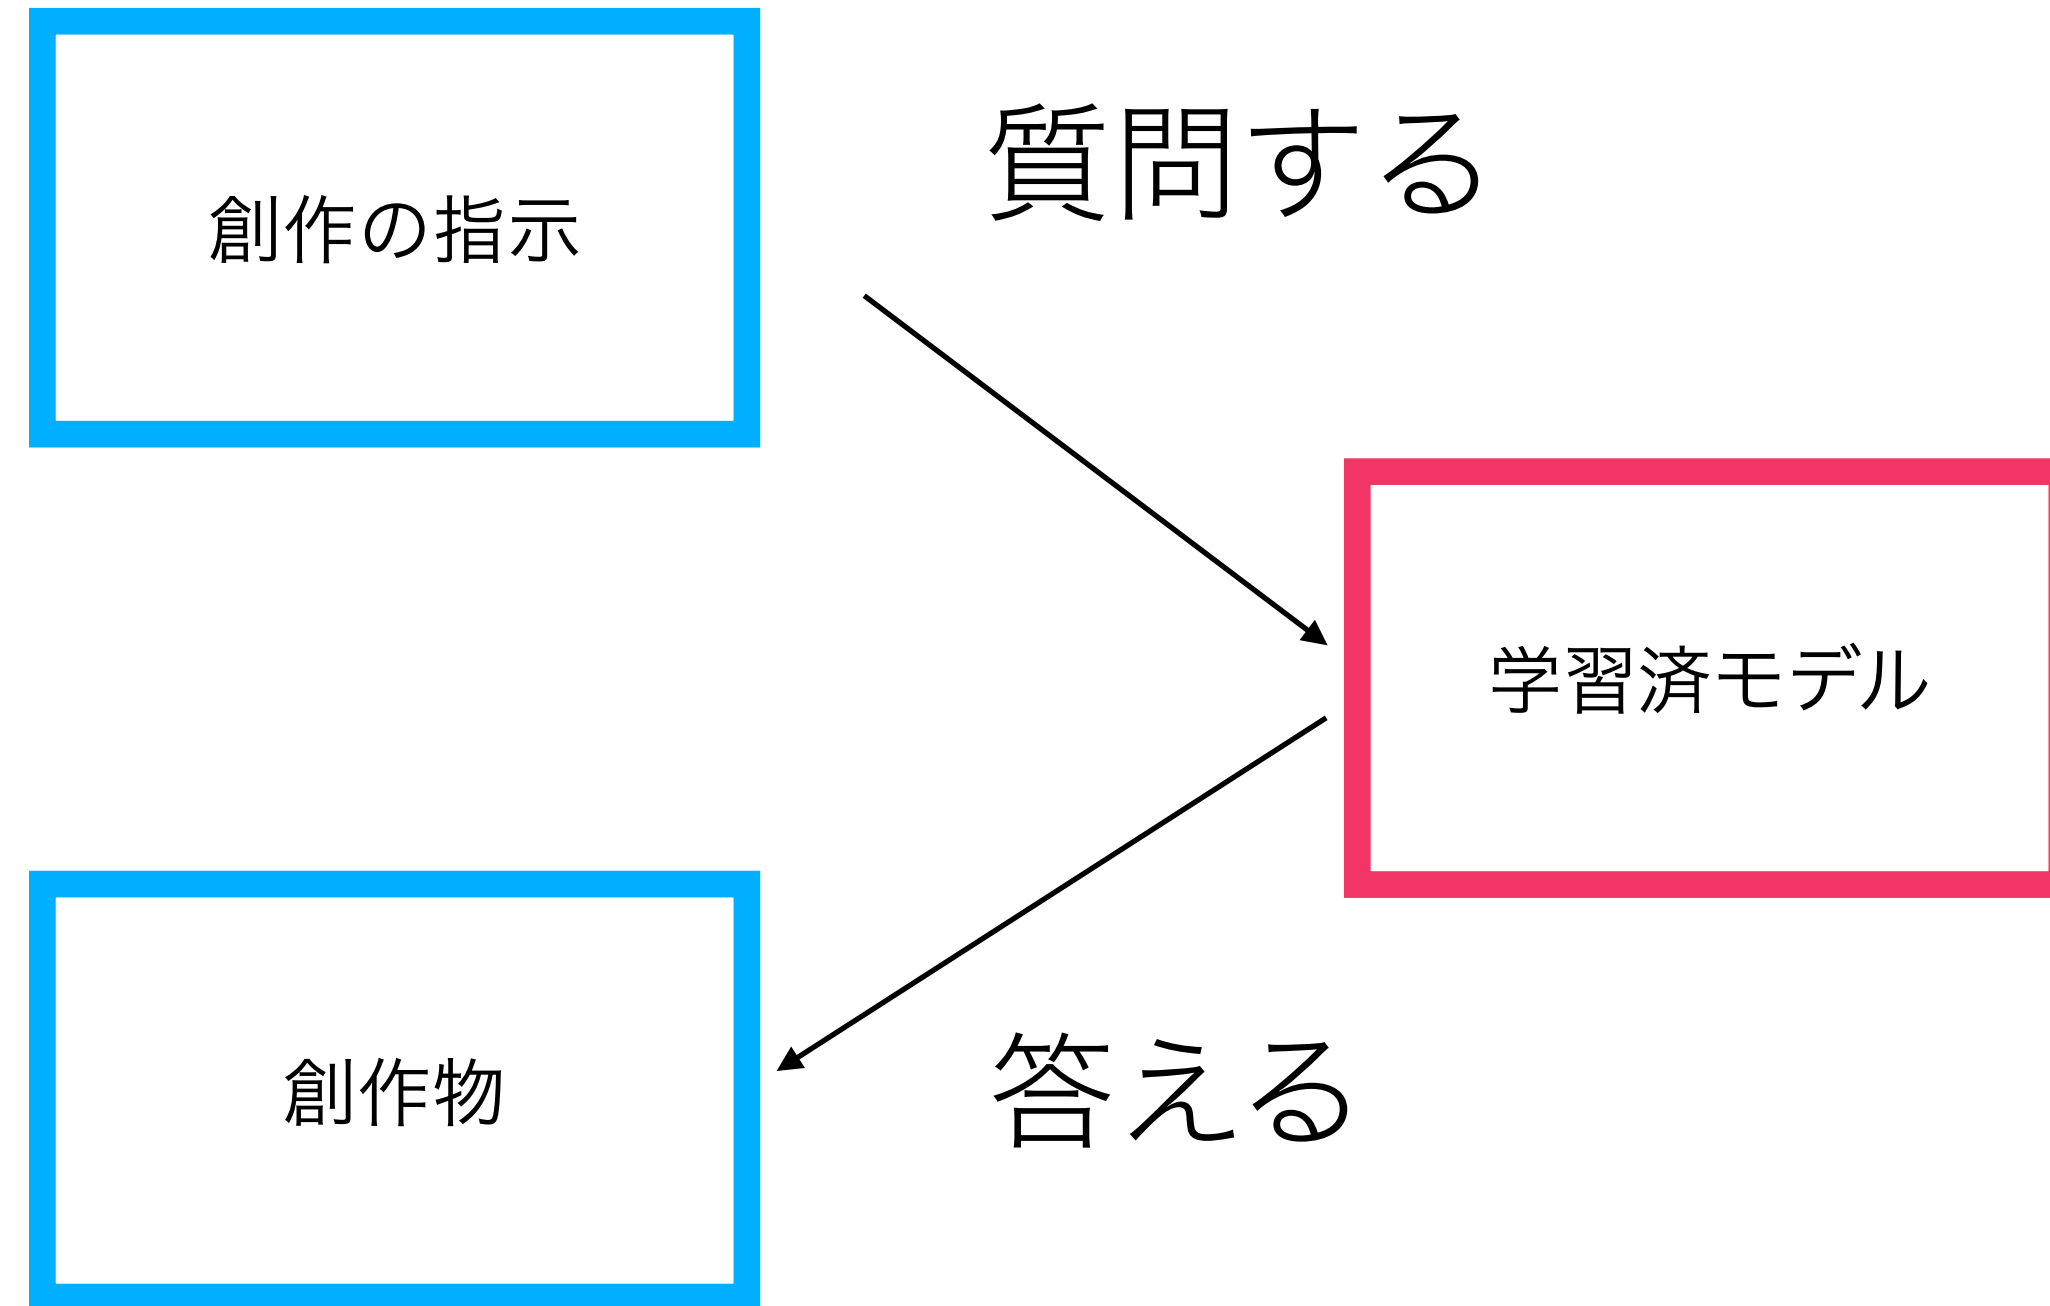 質問する
創作の指示
学習済モデル
答える
創作物